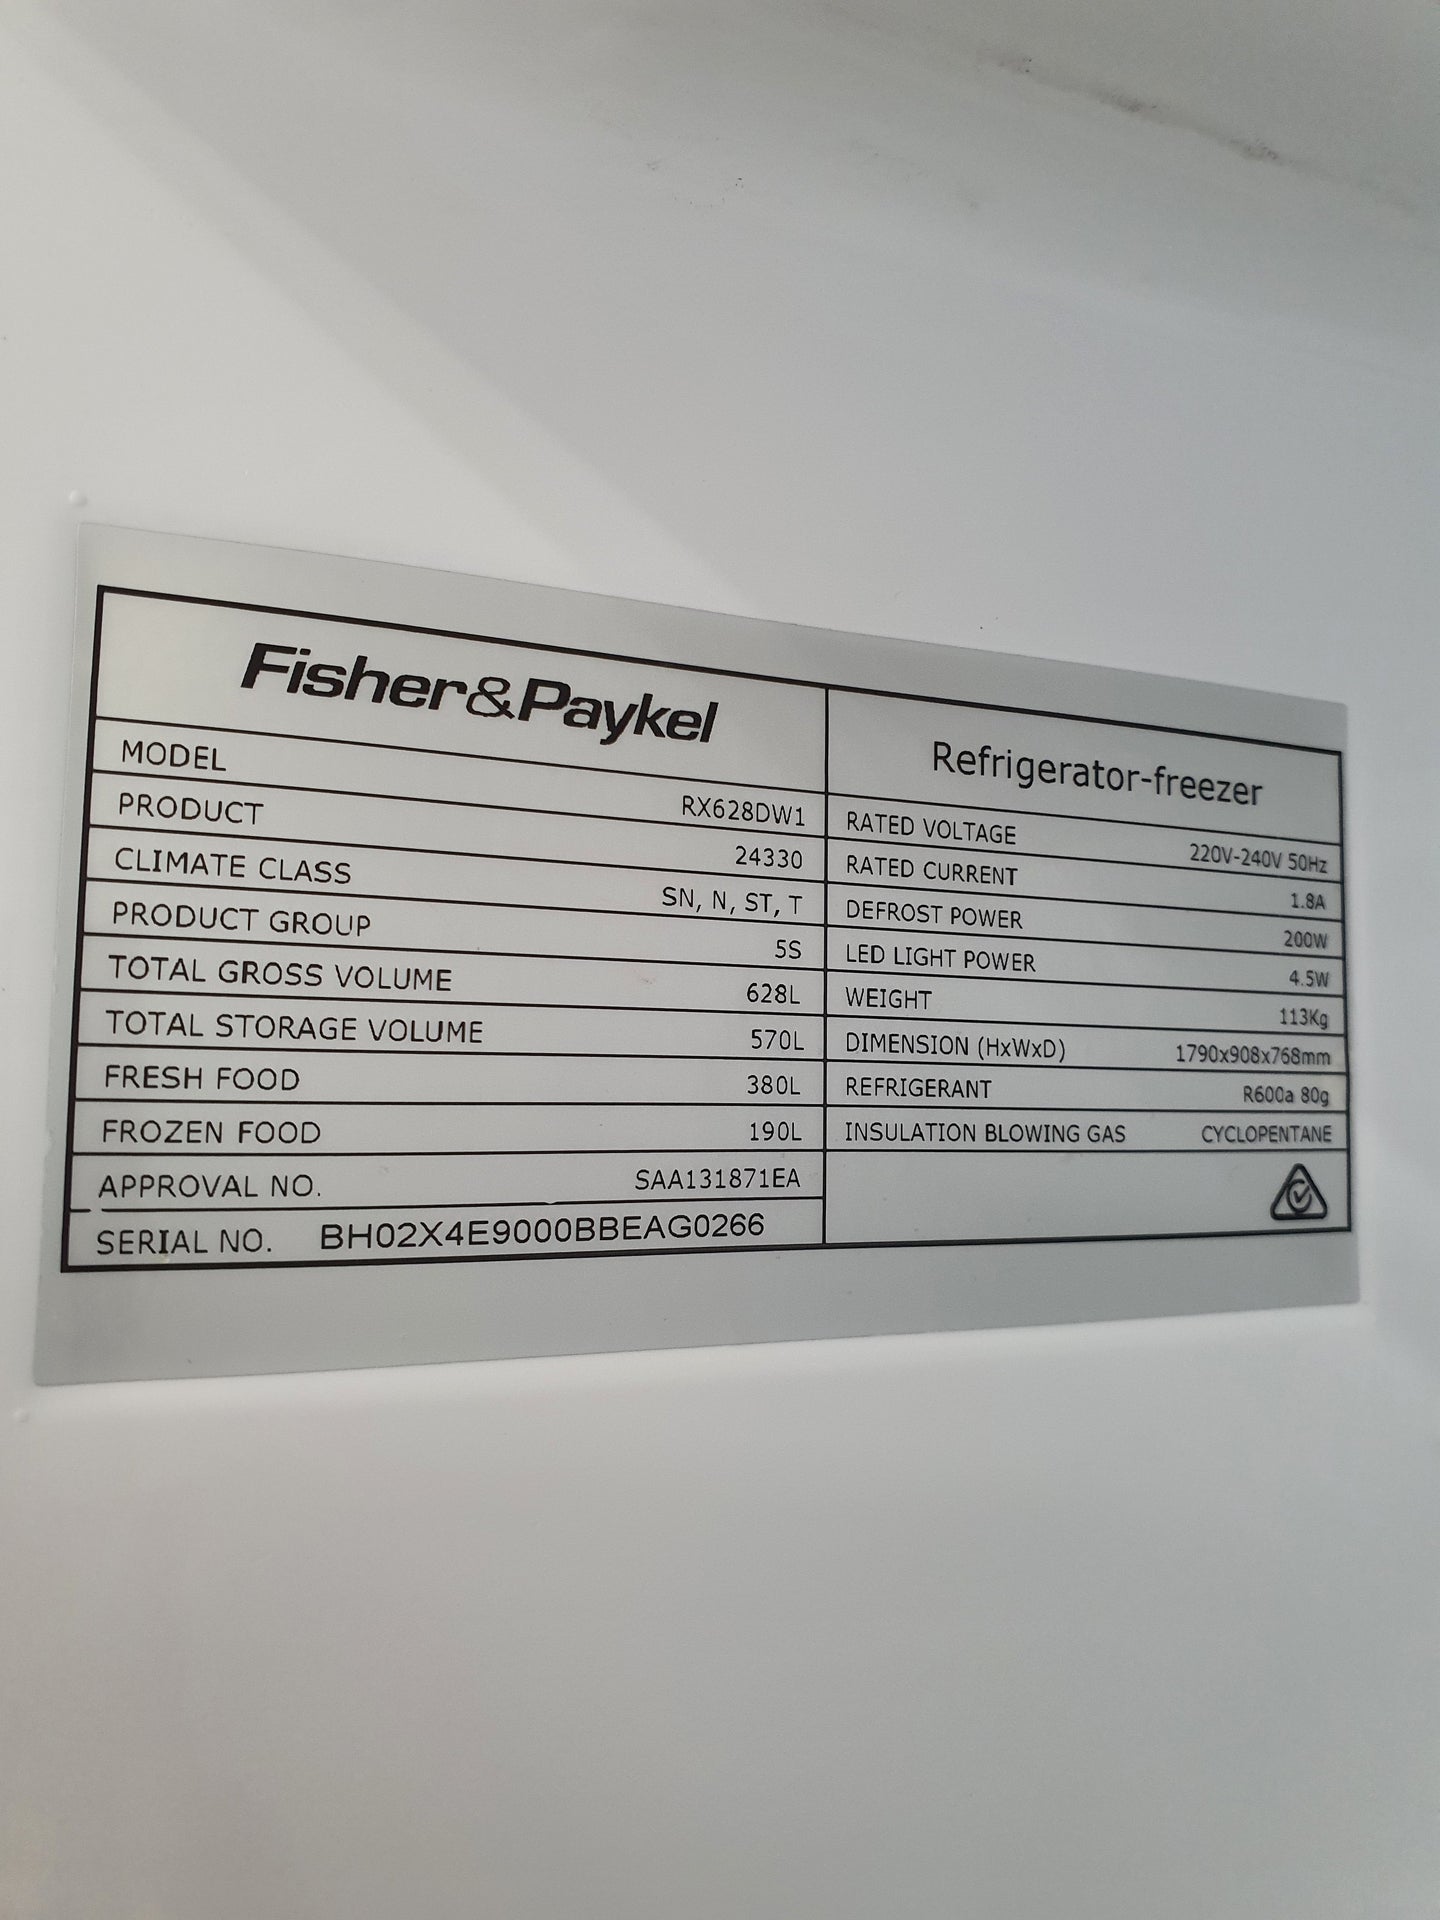 Fisher&Paykel
MODEL RX628DW1
PRODUCT 24330
CLIMATE CLASS SN, N, ST, T
PRODUCT GROUP 5S
TOTAL GROSS VOLUME 628L
TOTAL STORAGE VOLUME 570L
FRESH FOOD 380L
FROZEN FOOD 190L
APPROVAL NO. SAA131871EA
SERIAL NO. BH02X4E9000BBEAG0266
Refrigerator-freezer
RATED VOLTAGE 220V-240V 50Hz
RATED CURRENT 1.8A
DEFROST POWER 200W
LED LIGHT POWER 4.5W
WEIGHT 113Kg
DIMENSION (HxWxD) 1790x908x768mm
REFRIGERANT R600a 80g
INSULATION BLOWING GAS CYCLOPENTANE